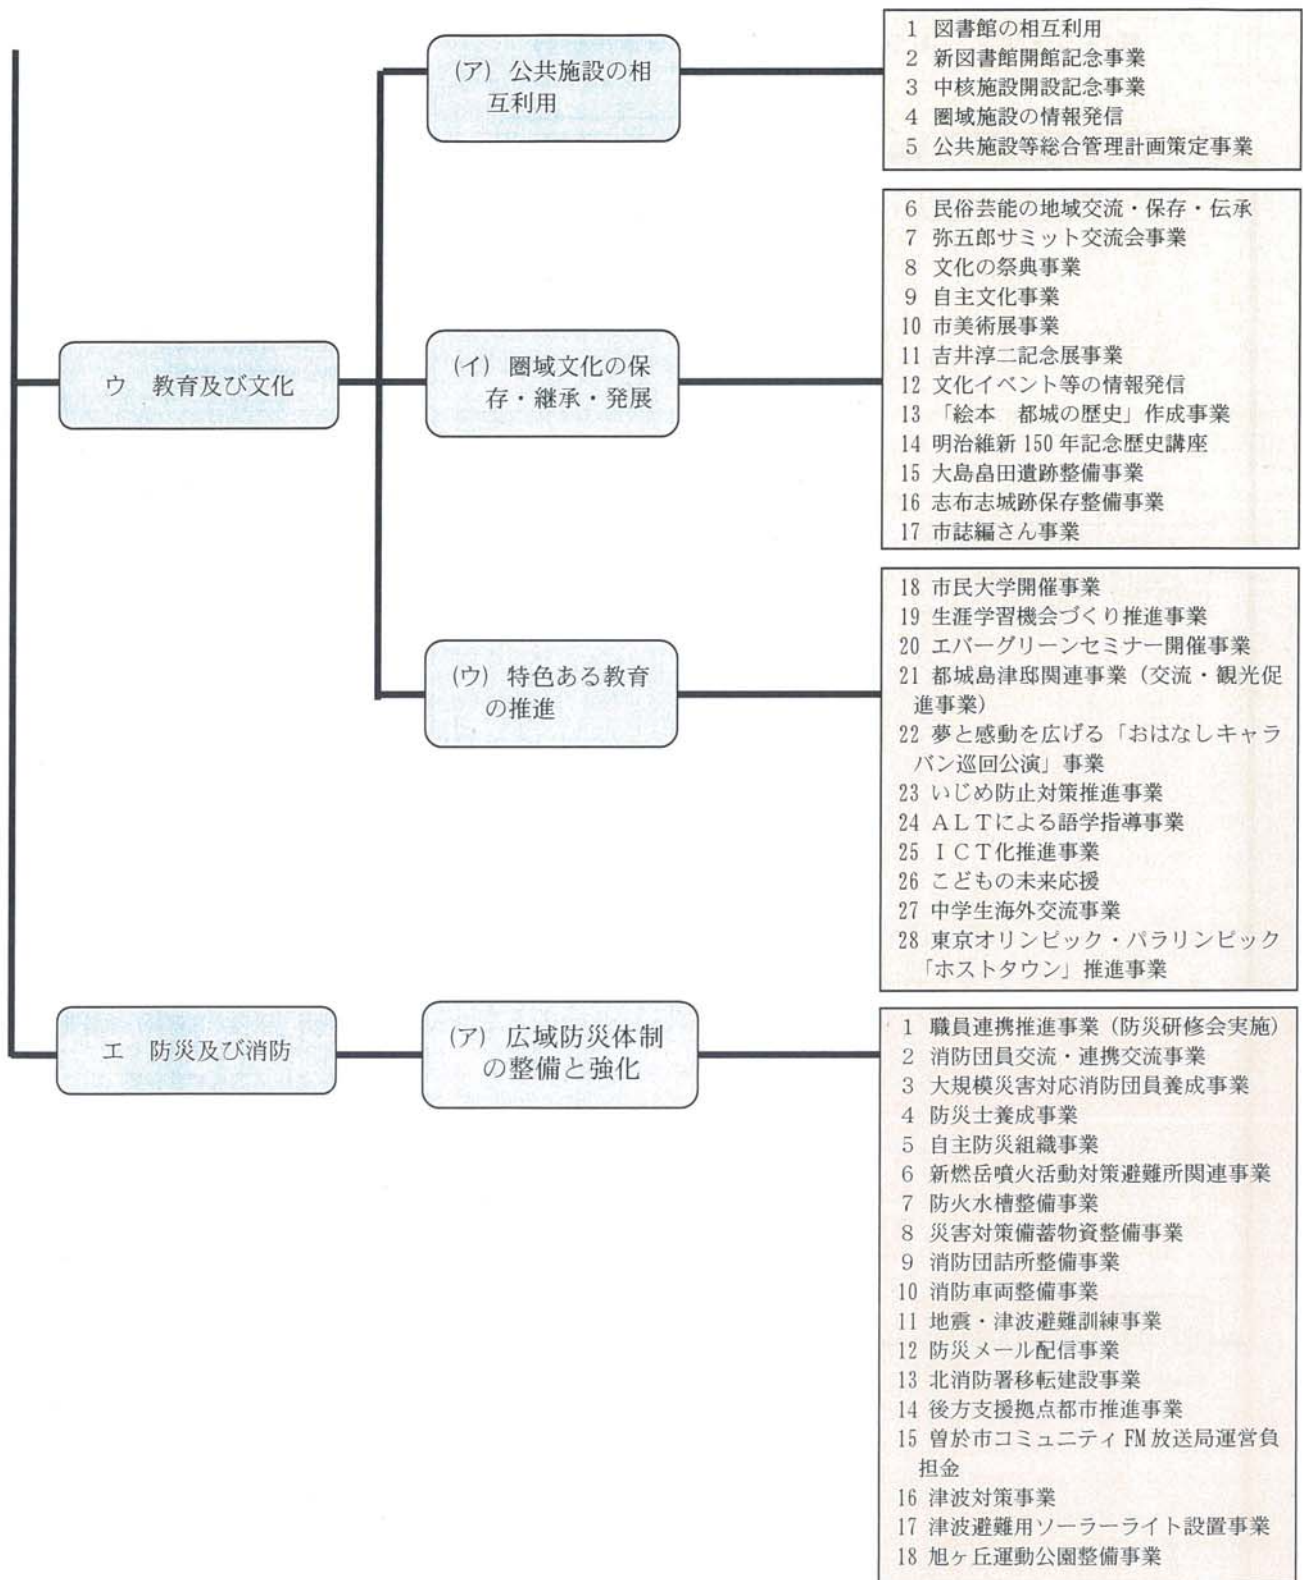 (ア) 公共施設の相
互利用
1 図書館の相互利用
2 新図書館開館記念事業
3 中核施設開設記念事業
4 圏域施設の情報発信
5 公共施設等総合管理計画策定事業
ウ 教育及び文化
(イ) 圏域文化の保
存・継承・発展
6 民俗芸能の地域交流・保存・伝承
7 弥五郎サミット交流会事業
8 文化の祭典事業
9 自主文化事業
10 市美術展事業
11 吉井淳二記念展事業
12 文化イベント等の情報発信
13 「絵本 都城の歴史」作成事業
14 明治維新150年記念歴史講座
15 大島畠田遺跡整備事業
16 志布志城跡保存整備事業
17 市誌編さん事業
(ウ) 特色ある教育
の推進
18 市民大学開催事業
19 生涯学習機会づくり推進事業
20 エバーグリーンセミナー開催事業
21 都城島津邸関連事業（交流・観光促
進事業）
22 夢と感動を広げる「おはなしキャラ
バン巡回公演」事業
23 いじめ防止対策推進事業
24 ＡＬＴによる語学指導事業
25 ＩＣＴ化推進事業
26 こどもの未来応援
27 中学生海外交流事業
28 東京オリンピック・パラリンピック
「ホストタウン」推進事業
エ 防災及び消防
(ア) 広域防災体制
の整備と強化
1 職員連携推進事業（防災研修会実施）
2 消防団員交流・連携交流事業
3 大規模災害対応消防団員養成事業
4 防災士養成事業
5 自主防災組織事業
6 新燃岳噴火活動対策避難所関連事業
7 防火水槽整備事業
8 災害対策備蓄物資整備事業
9 消防団詰所整備事業
10 消防車両整備事業
11 地震・津波避難訓練事業
12 防災メール配信事業
13 北消防署移転建設事業
14 後方支援拠点都市推進事業
15 曽於市コミュニティFM放送局運営負
担金
16 津波対策事業
17 津波避難用ソーラーライト設置事業
18 旭ヶ丘運動公園整備事業